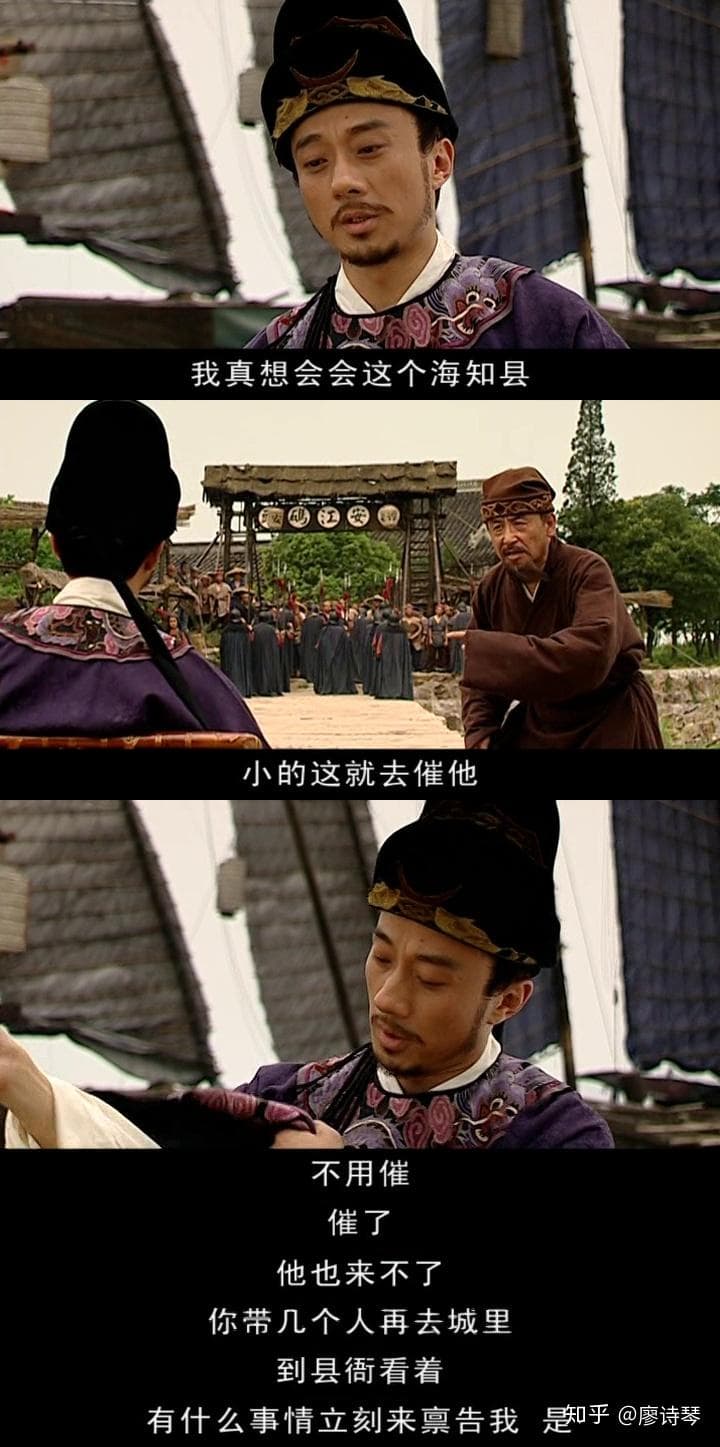 我真想会会这个海知县
安江码
小的这就去催他
不用催
催了
他也来不了
你带几个人再去城里
到县衙看着
有什么事情立刻来禀告我 是
知乎 @廖诗琴